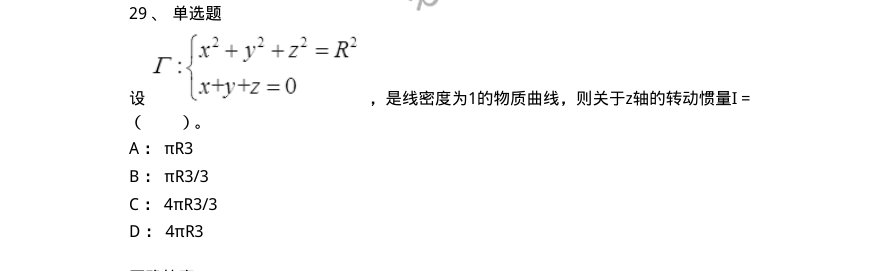 29 、 单选题
设 Γ:{x² + y² + z² = R²
x+y+z = 0 ，是线密度为1的物质曲线，则关于z轴的转动惯量I =
（ ）。
A： πR3
B： πR3/3
C： 4πR3/3
D： 4πR3